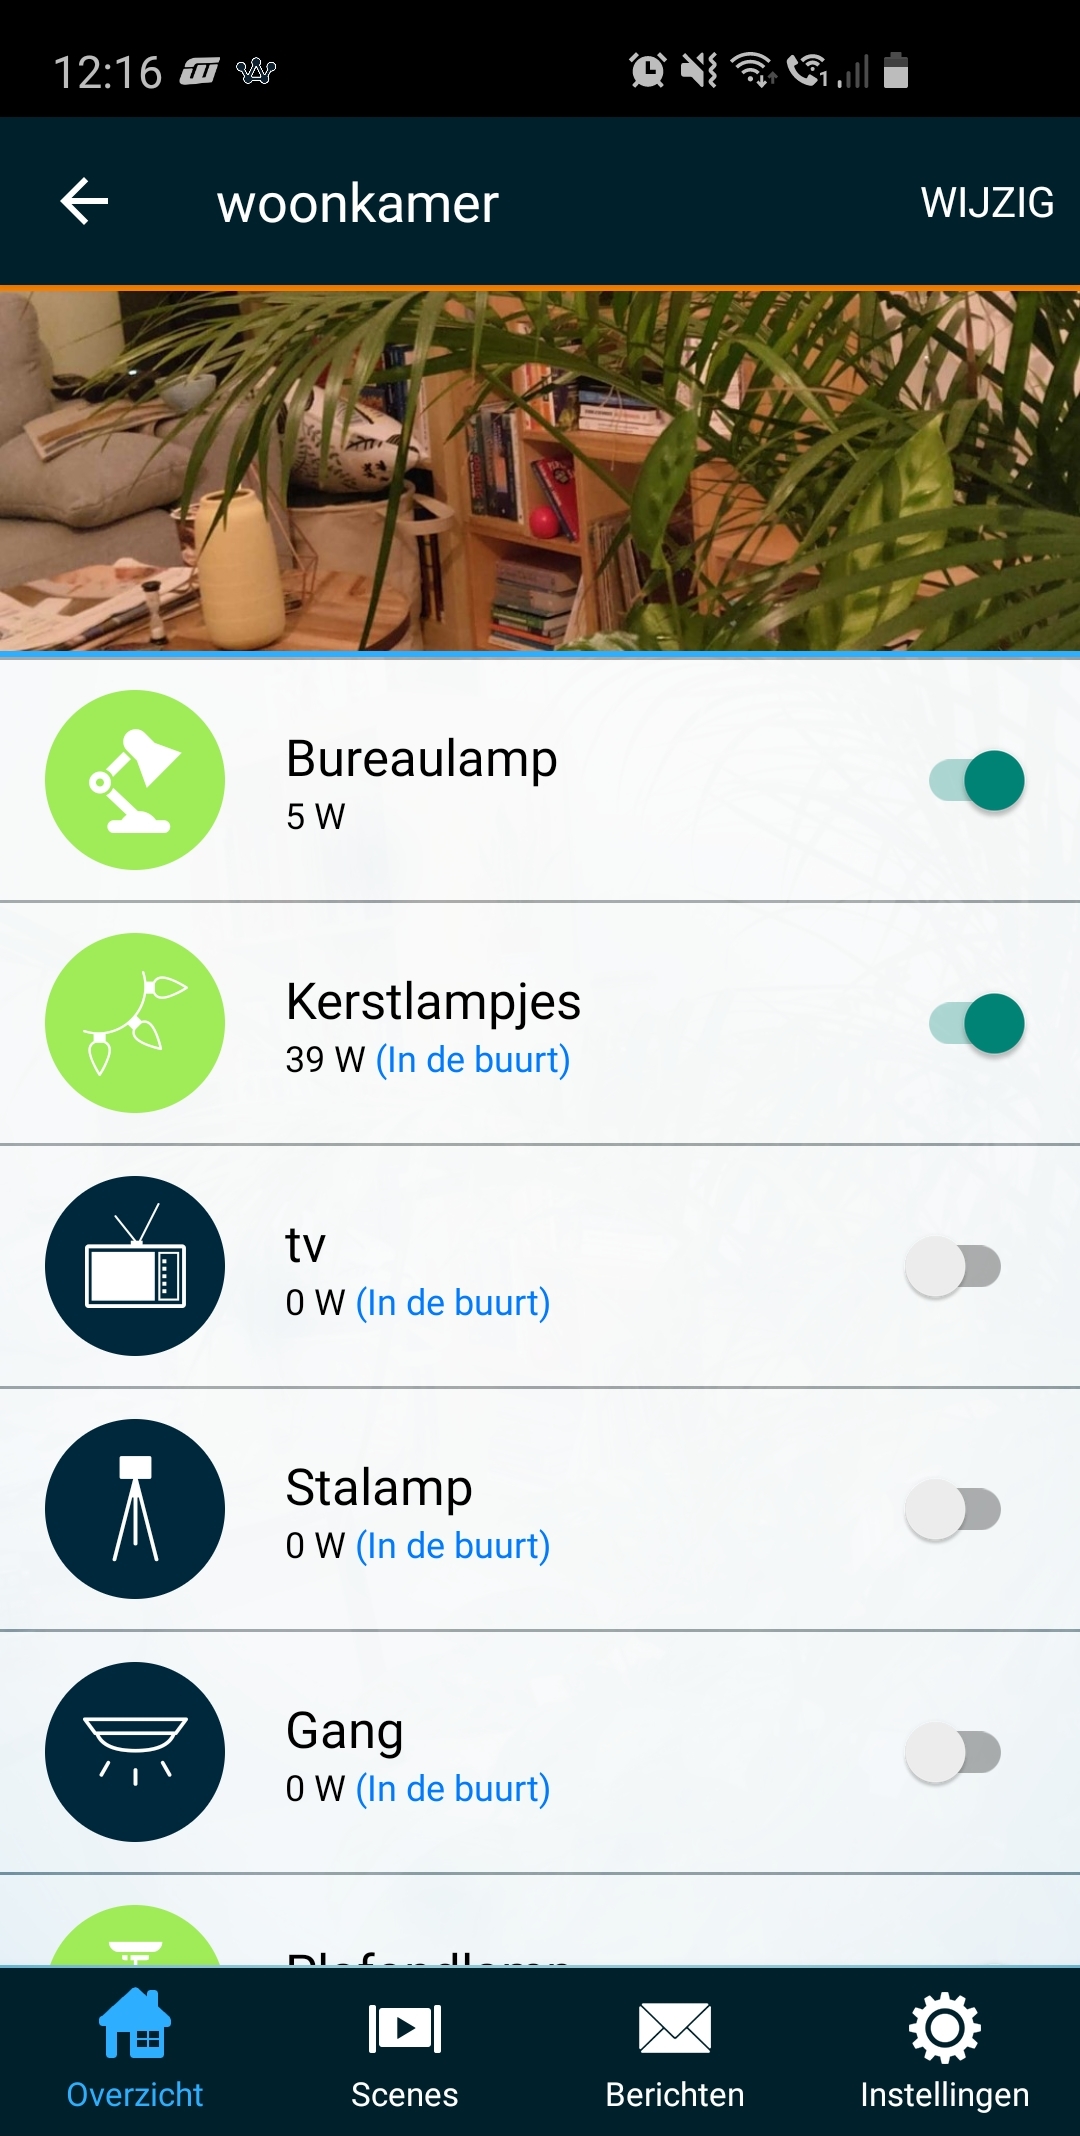 12:16
woonkamer
WIJZIG
Bureaulamp
5 W
Kerstlampjes
39 W (In de buurt)
tv
0 W (In de buurt)
Stalamp
0 W (In de buurt)
Gang
0 W (In de buurt)
Plafondlamp
Overzicht
Scenes
Berichten
Instellingen